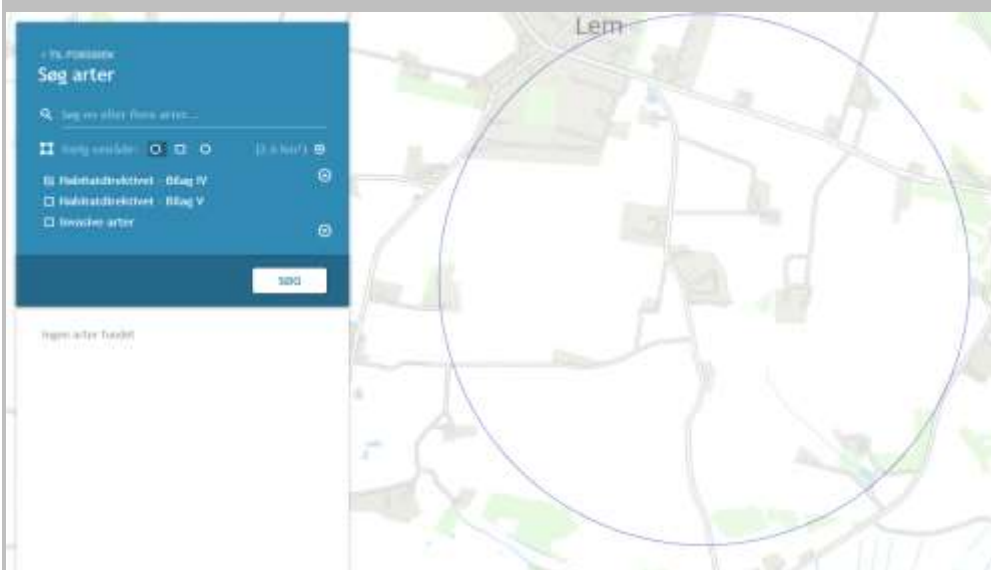 ‹ TIL FORSIDEN
Søg arter
Søg en eller flere arter...
Vælg område:
Habitatdirektivet - Bilag IV
Habitatdirektivet - Bilag V
Invasive arter
SØG
Ingen arter fundet
Lem